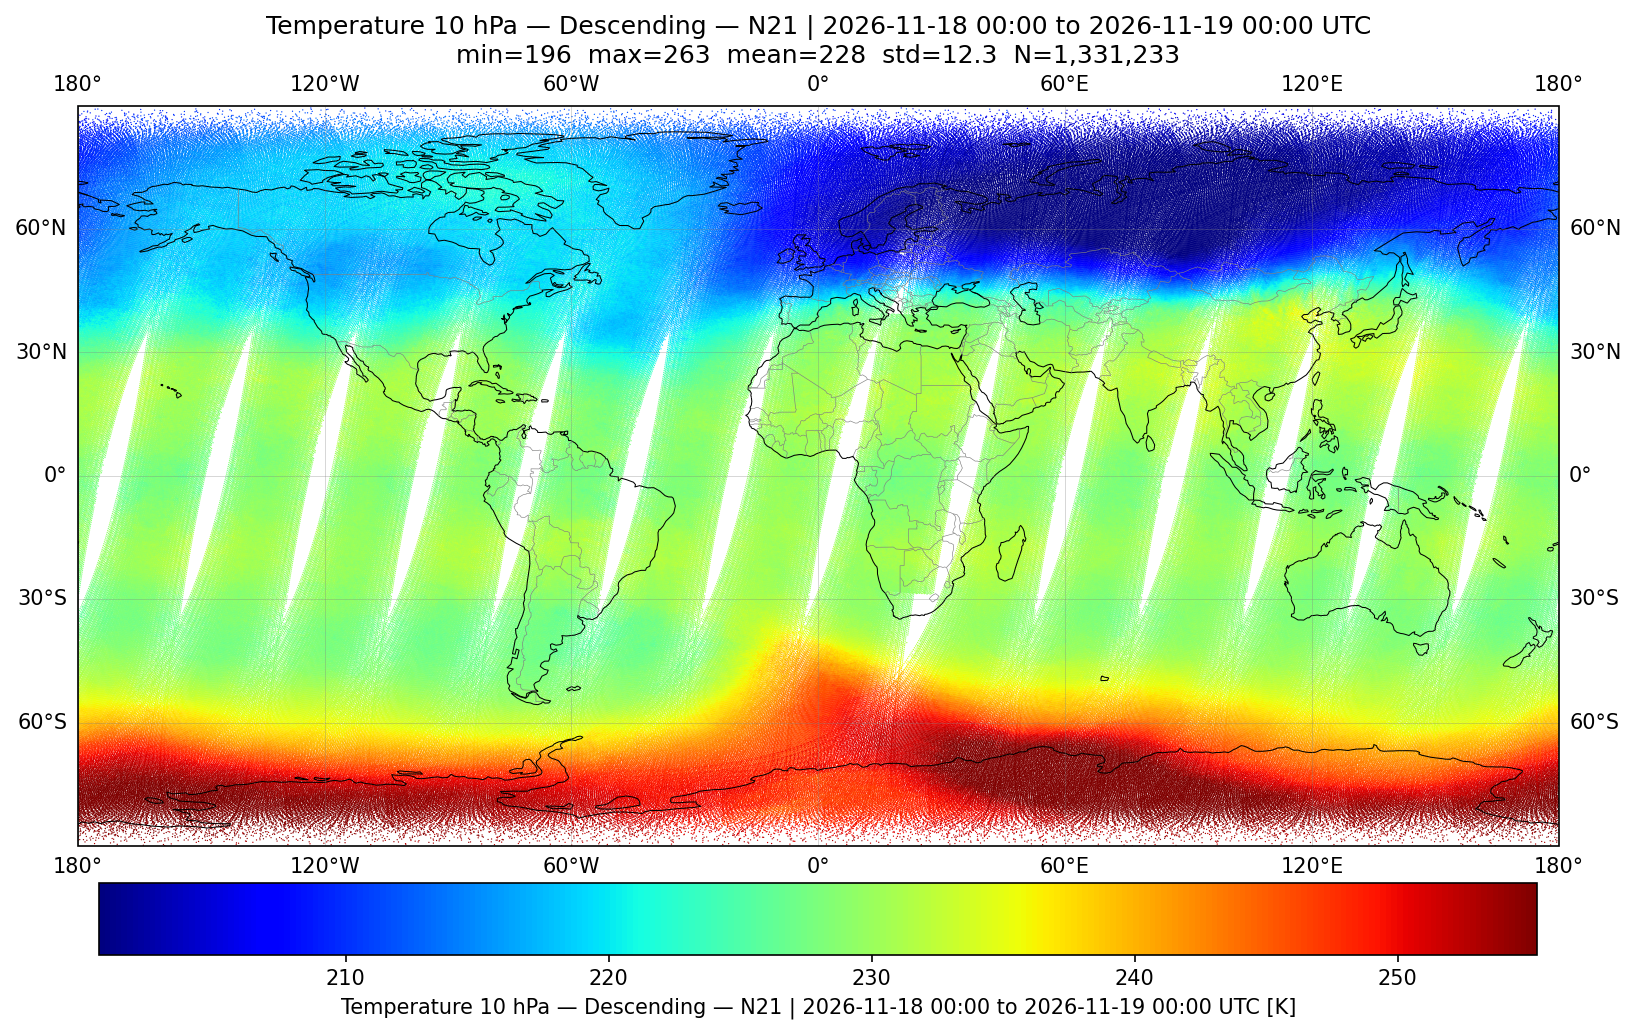 Temperature 10 hPa — Descending — N21 | 2026-11-18 00:00 to 2026-11-19 00:00 UTC
min=196 max=263 mean=228 std=12.3 N=1,331,233
180° 120°W 60°W 0° 60°E 120°E 180°
60°N 60°N
30°N 30°N
0° 0°
30°S 30°S
60°S 60°S
180° 120°W 60°W 0° 60°E 120°E 180°
210 220 230 240 250
Temperature 10 hPa — Descending — N21 | 2026-11-18 00:00 to 2026-11-19 00:00 UTC [K]